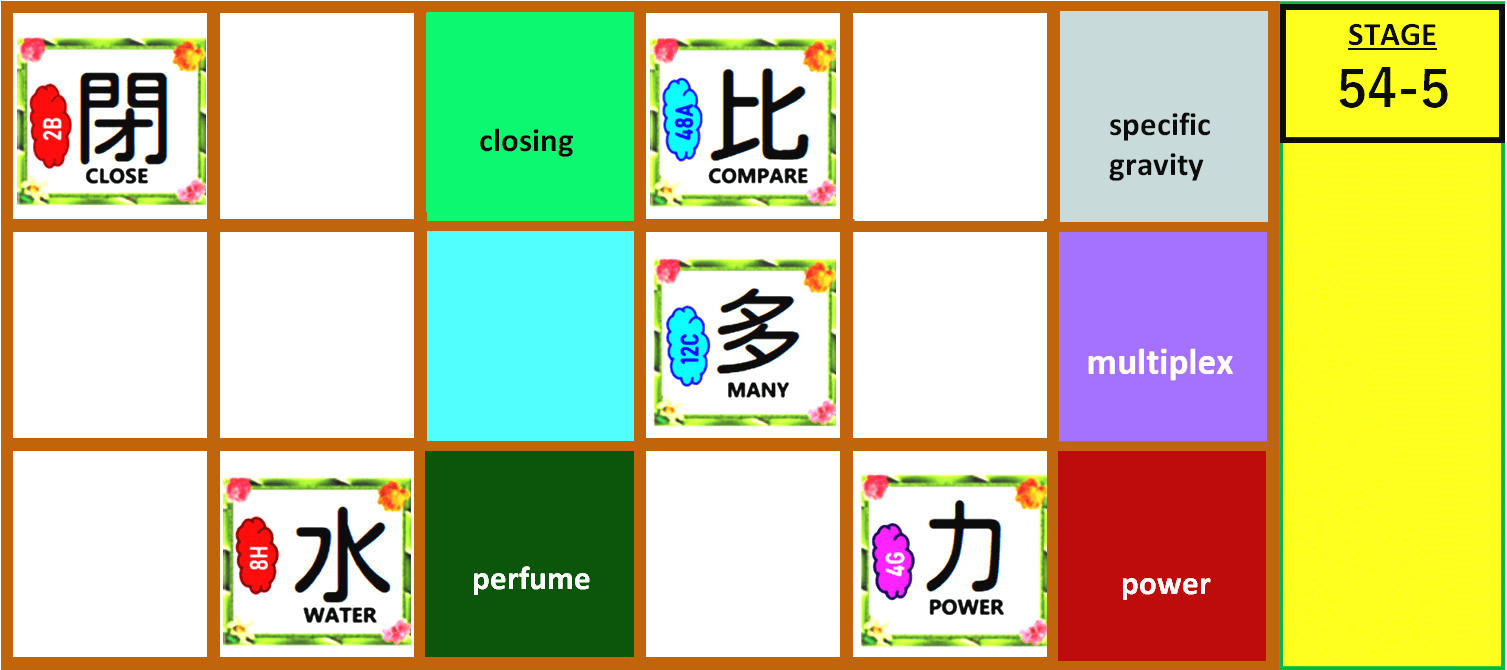 2B
閉
CLOSE
closing
48A
比
COMPARE
specific
gravity
STAGE
54-5
12C
多
MANY
multiplex
8H
水
WATER
perfume
4G
力
POWER
power